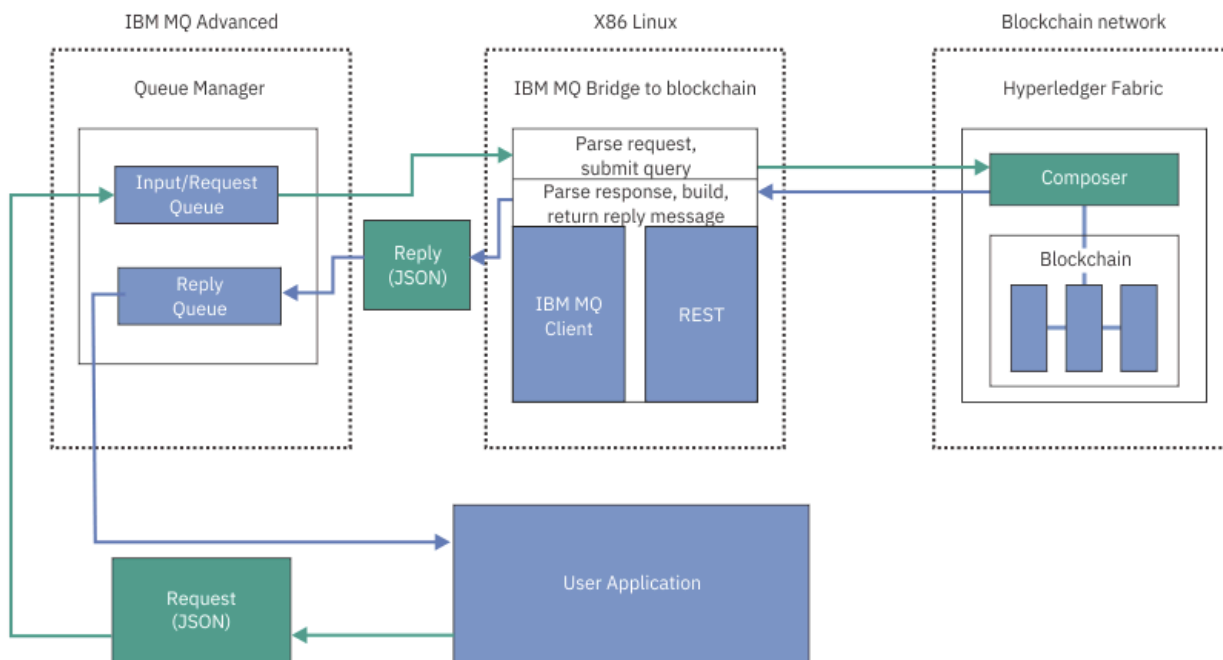 IBM MQ Advanced
X86 Linux
Blockchain network
Queue Manager
IBM MQ Bridge to blockchain
Hyperledger Fabric
Input/Request
Queue
Parse request,
submit query
Parse response, build,
return reply message
Composer
Reply
(JSON)
Reply
Queue
IBM MQ
Client
REST
Blockchain
Request
(JSON)
User Application